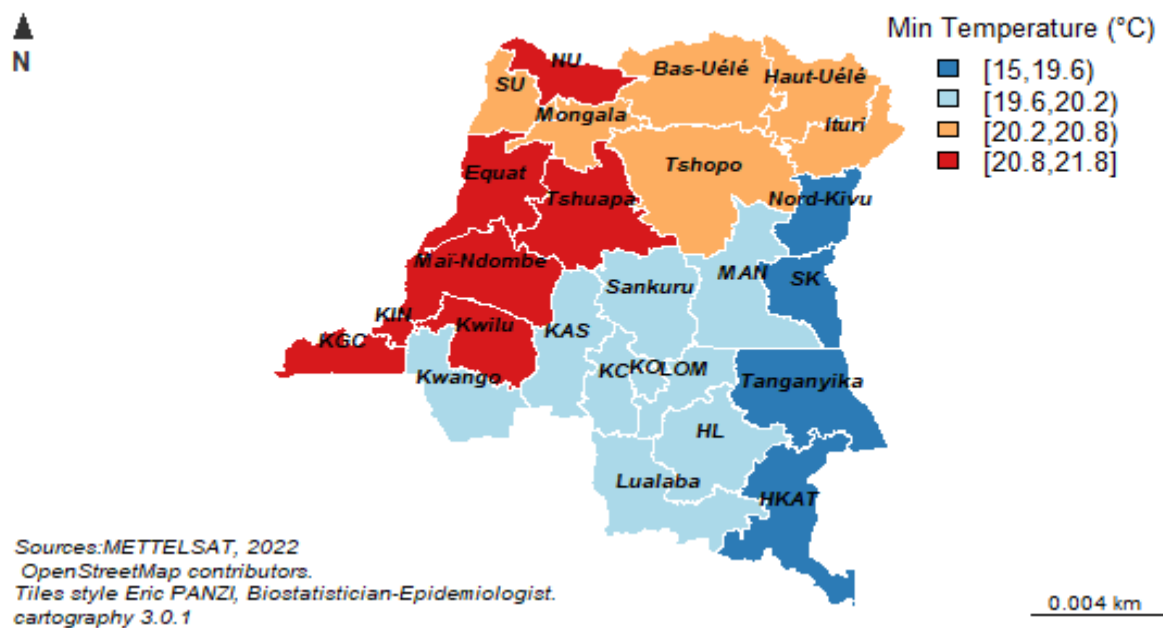 N
Min Temperature (°C)
[15,19.6)
[19.6,20.2)
[20.2,20.8)
[20.8,21.8]
NU
SU
Bas-Uélé
Haut-Uélé
Mongala
Ituri
Equat
Tshopo
Tshuapa
Nord-Kivu
Maï-Ndombe
MAN
SK
Sankuru
KIN
Kwilu
KAS
KGC
KC
KO
LOM
Kwango
Tanganyika
HL
Lualaba
HKAT
Sources:METTELSAT, 2022
OpenStreetMap contributors.
Tiles style Eric PANZI, Biostatistician-Epidemiologist.
cartography 3.0.1
0.004 km